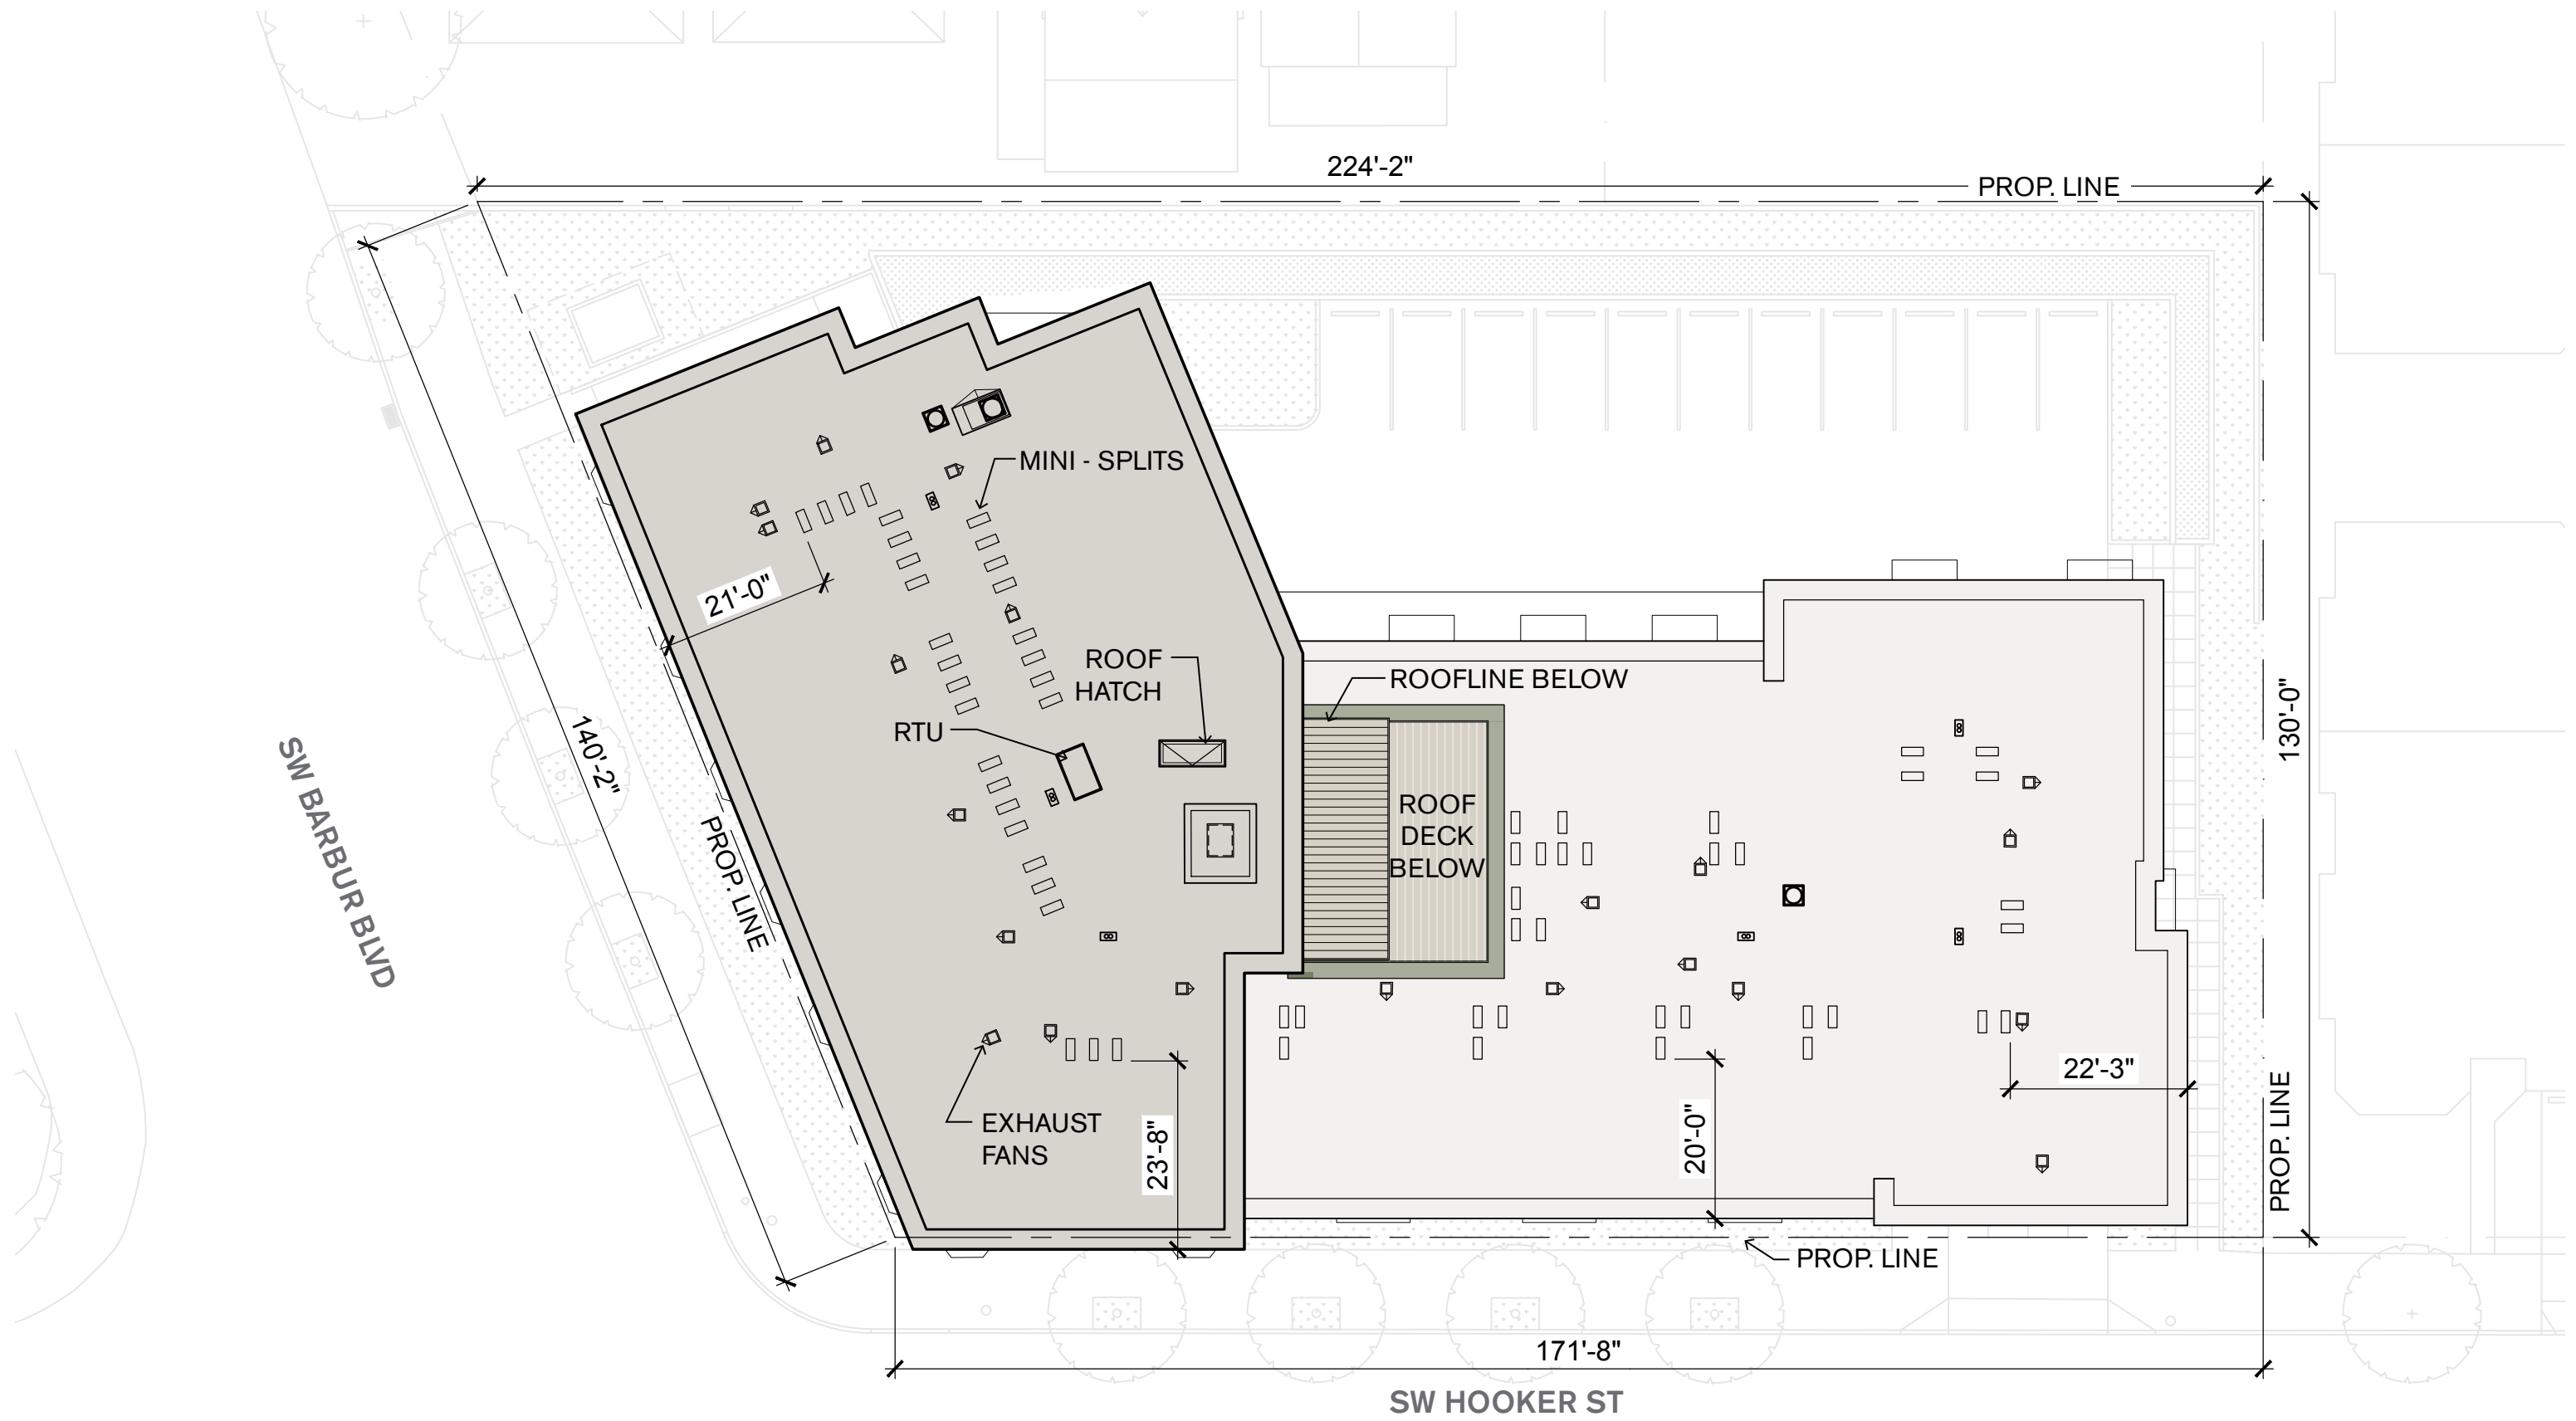 224'-2"
PROP. LINE
MINI - SPLITS
21'-0"
ROOF
HATCH
ROOFLINE BELOW
RTU
130'-0"
140'-2"
SW BARBUR BLVD
PROP. LINE
ROOF
DECK
BELOW
22'-3"
EXHAUST
FANS
23'-8"
20'-0"
PROP. LINE
PROP. LINE
171'-8"
SW HOOKER ST